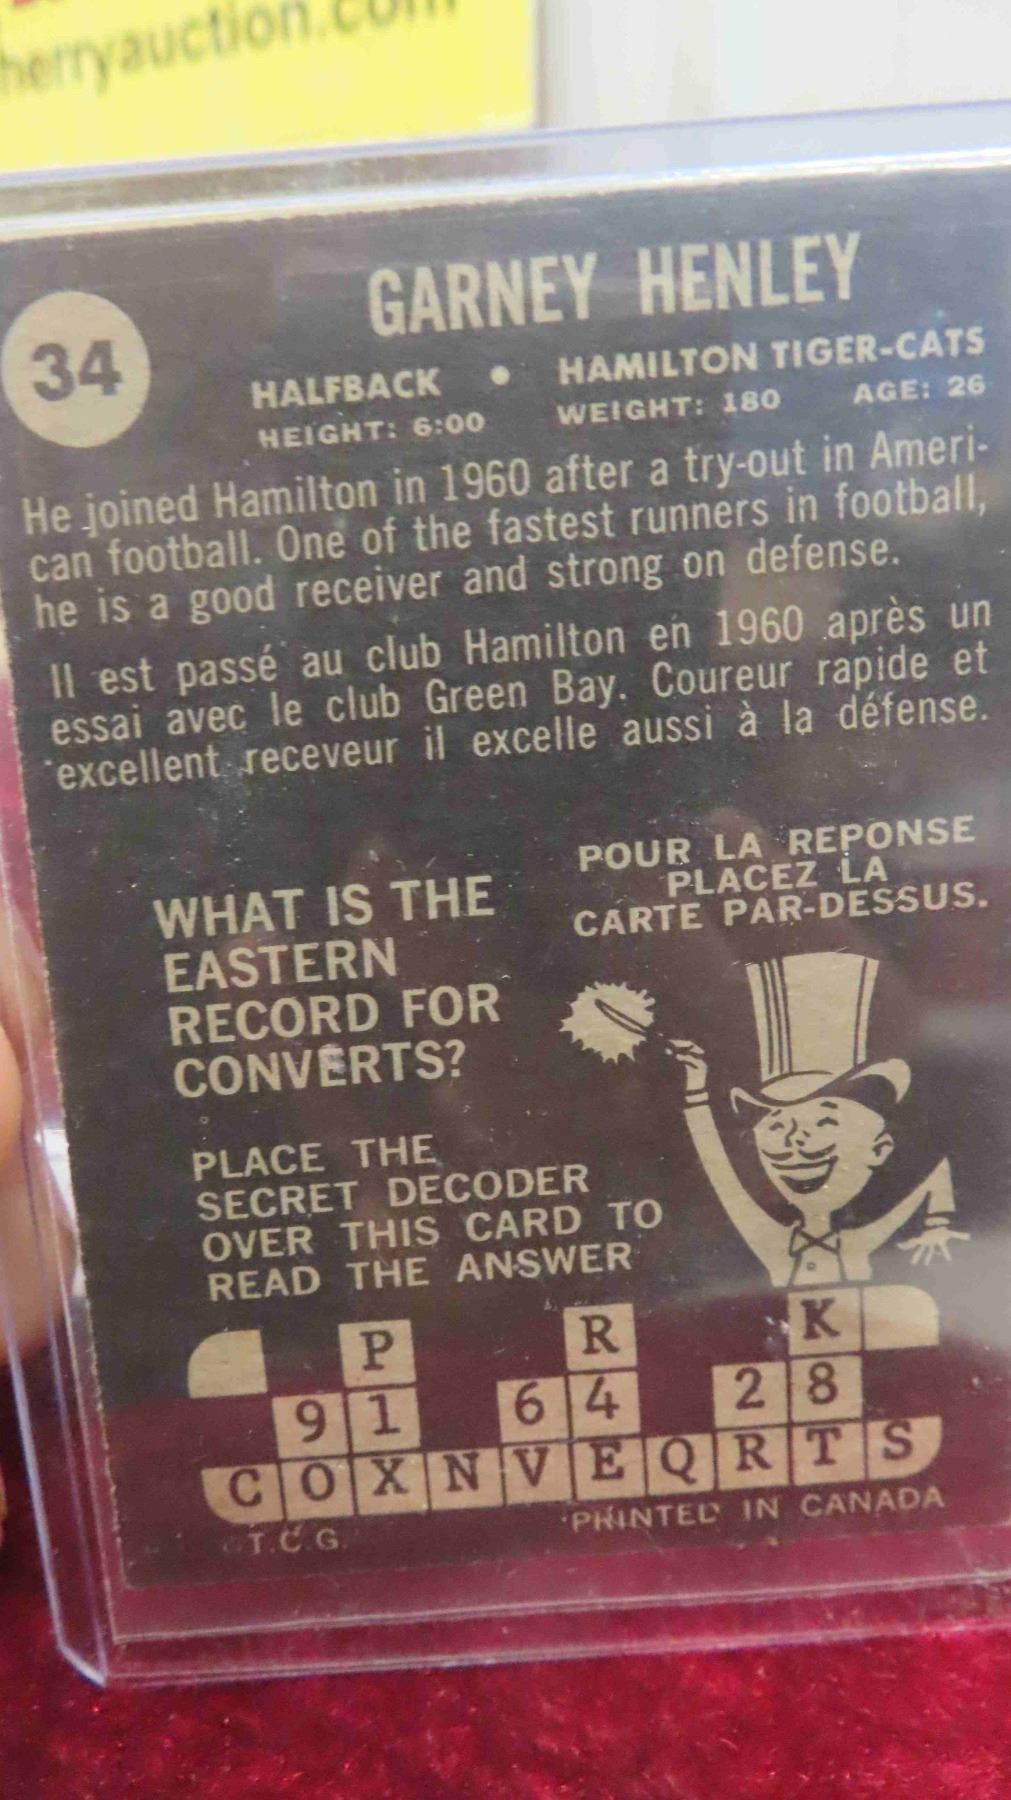 herryauction.com
34
GARNEY HENLEY
HALFBACK • HAMILTON TIGER-CATS
HEIGHT: 6:00 WEIGHT: 180 AGE: 26
He joined Hamilton in 1960 after a try-out in Ameri-
can football. One of the fastest runners in football,
he is a good receiver and strong on defense.
Il est passé au club Hamilton en 1960 après un
essai avec le club Green Bay. Coureur rapide et
excellent receveur il excelle aussi à la défense.
WHAT IS THE
EASTERN
RECORD FOR
CONVERTS?
POUR LA REPONSE
PLACEZ LA
CARTE PAR-DESSUS.
PLACE THE
SECRET DECODER
OVER THIS CARD TO
READ THE ANSWER
P R K
9 1 6 4 2 8
C O X N V E Q R T S
T.C.G. PRINTED IN CANADA